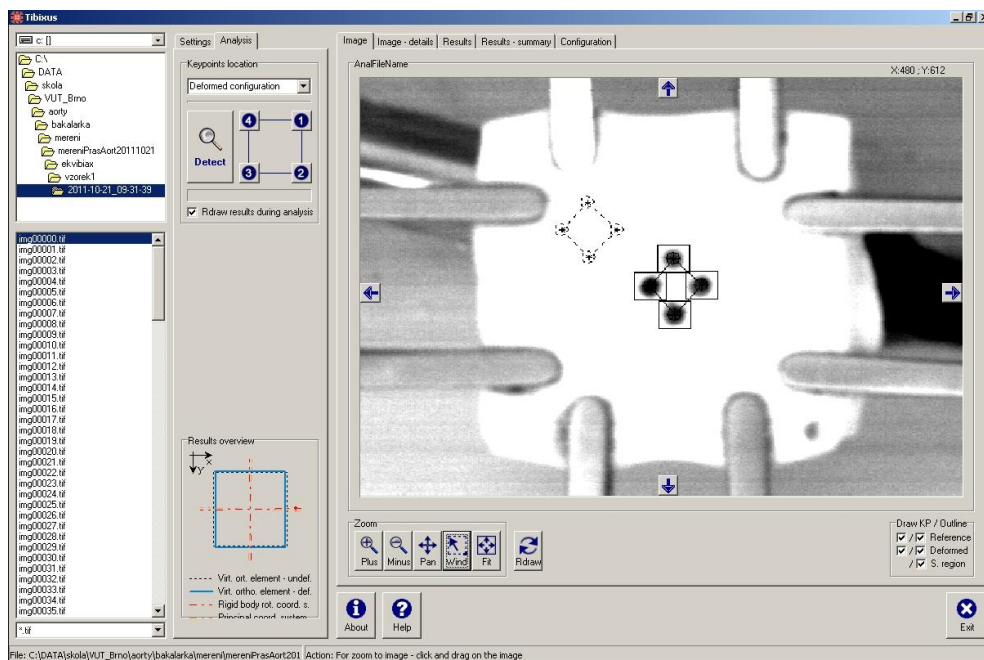 Tibixus
c: []
C:\
DATA
skola
VUT_Brno
aorty
bakalarka
mereni
mereniPrasAort20111021
ekvibiax
vzorek1
2011-10-21_09-31-39
img00000.tif
img00001.tif
img00002.tif
img00003.tif
img00004.tif
img00005.tif
img00006.tif
img00007.tif
img00008.tif
img00009.tif
img00010.tif
img00011.tif
img00012.tif
img00013.tif
img00014.tif
img00015.tif
img00016.tif
img00017.tif
img00018.tif
img00019.tif
img00020.tif
img00021.tif
img00022.tif
img00023.tif
img00024.tif
img00025.tif
img00026.tif
img00027.tif
img00028.tif
img00029.tif
img00030.tif
img00031.tif
img00032.tif
img00033.tif
img00034.tif
img00035.tif
*.tif
Settings Analysis
Keypoints location
Deformed configuration
Detect
4 1
3 2
Rdraw results during analysis
Results overview
x
y
Virt. ort. element - undef.
Virt. ortho. element - def.
Rigid body rot. coord. s.
Principal coord. system
Image Image - details Results Results - summary Configuration
AnalFileName
X:480 ; Y:612
Zoom
Plus Minus Pan Wind Fit Rdraw
Draw KP / Outline
/ Reference
/ Deformed
/ S. region
About Help Exit
File: C:\DATA\skola\VUT_Brno\aorty\bakalarka\mereni\mereniPrasAort201 Action: For zoom to image - click and drag on the image